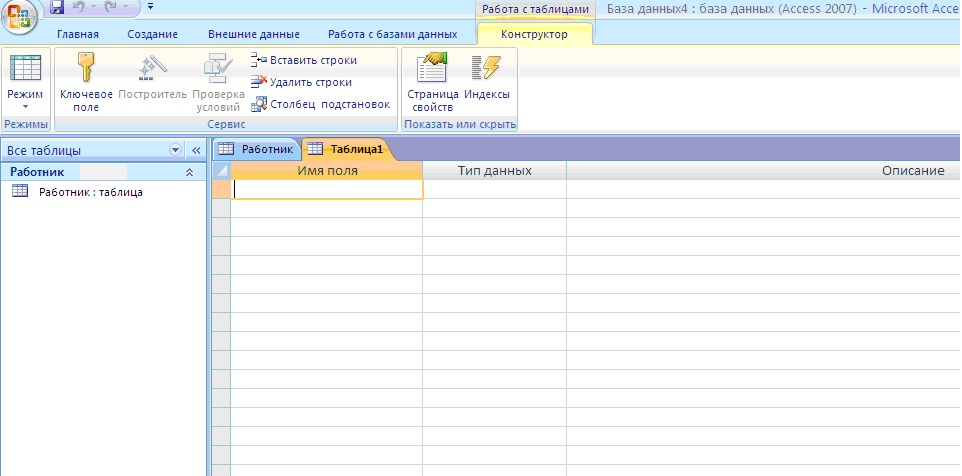 Работа с таблицами
База данных4 : база данных (Access 2007) - Microsoft Acce
Главная Создание Внешние данные Работа с базами данных Конструктор
Режим
Ключевое поле
Построитель
Проверка условий
Вставить строки
Удалить строки
Столбец подстановок
Страница свойств
Индексы
Режимы Сервис Показать или скрыть
Все таблицы
Работник Таблица1
Работник
Имя поля Тип данных Описание
Работник : таблица